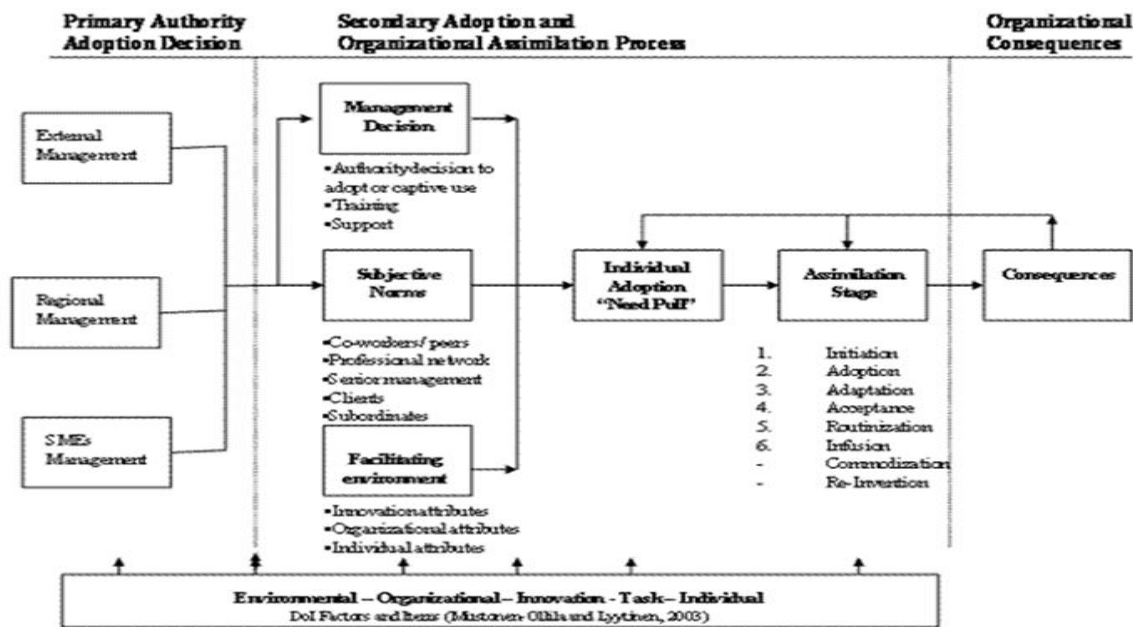 Primary Authority
Adoption Decision
Secondary Adoption and
Organizational Assimilation Process
Organizational
Consequences
External
Management
Regional
Management
SMEs
Management
Management
Decision
•Authority decision to
adopt or captive use
•Training
•Support
Subjective
Norms
•Co-workers/ peers
•Professional network
•Senior management
•Clients
•Subordinates
Facilitating
environment
•Innovation attributes
•Organizational attributes
•Individual attributes
Individual
Adoption
“Need Pull”
Assimilation
Stage
1. Initiation
2. Adoption
3. Adaptation
4. Acceptance
5. Routinization
6. Infusion
- Commodization
- Re-Invention
Consequences
Environmental – Organizational – Innovation - Task – Individual
DoI Factors and Items (Mustonen-Ollila and Lyytinen, 2003)